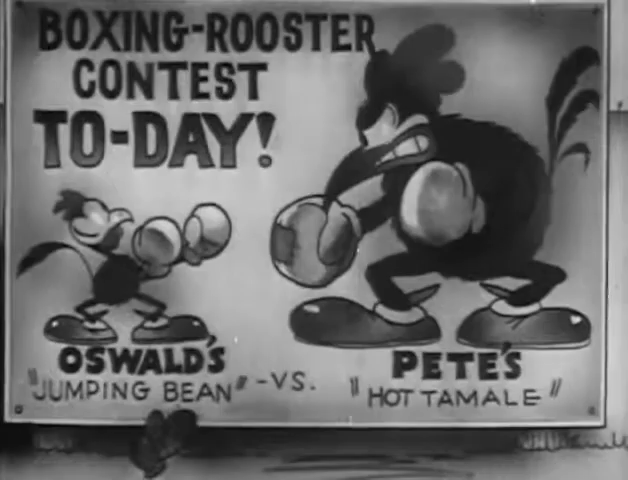 BOXING-ROOSTER
CONTEST
TO-DAY!
OSWALD'S
"JUMPING BEAN" -VS.
PETE'S
"HOT TAMALE"